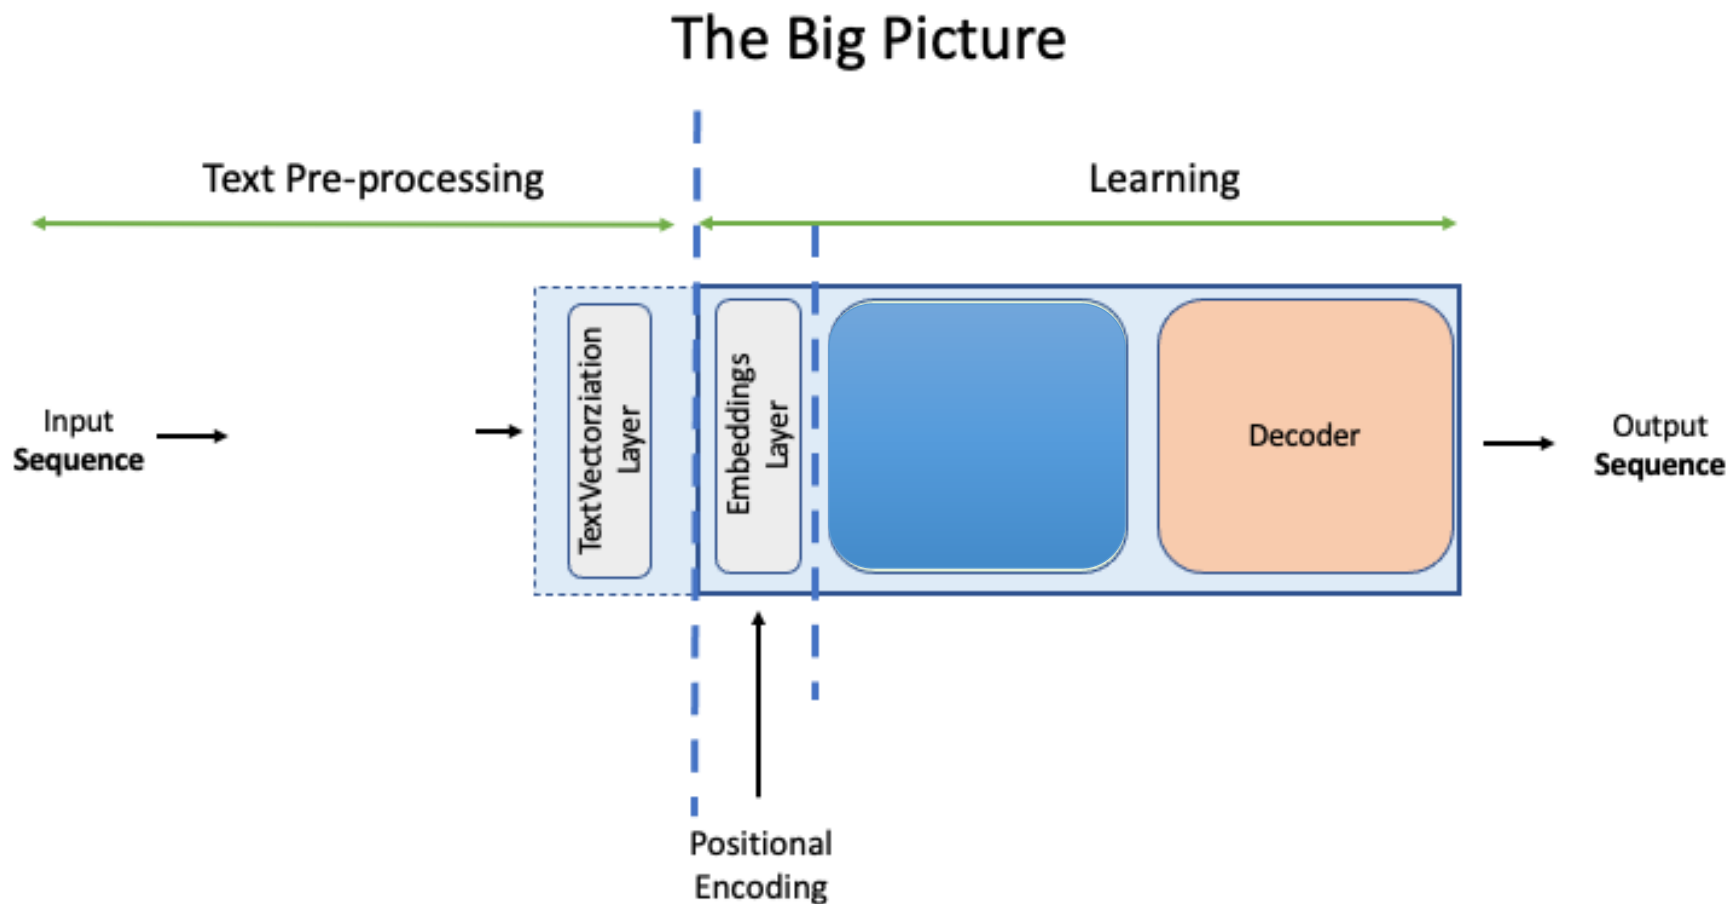 The Big Picture
Text Pre-processing
Learning
Input
Sequence
TextVectorziation
Layer
Embeddings
Layer
Decoder
Output
Sequence
Positional
Encoding